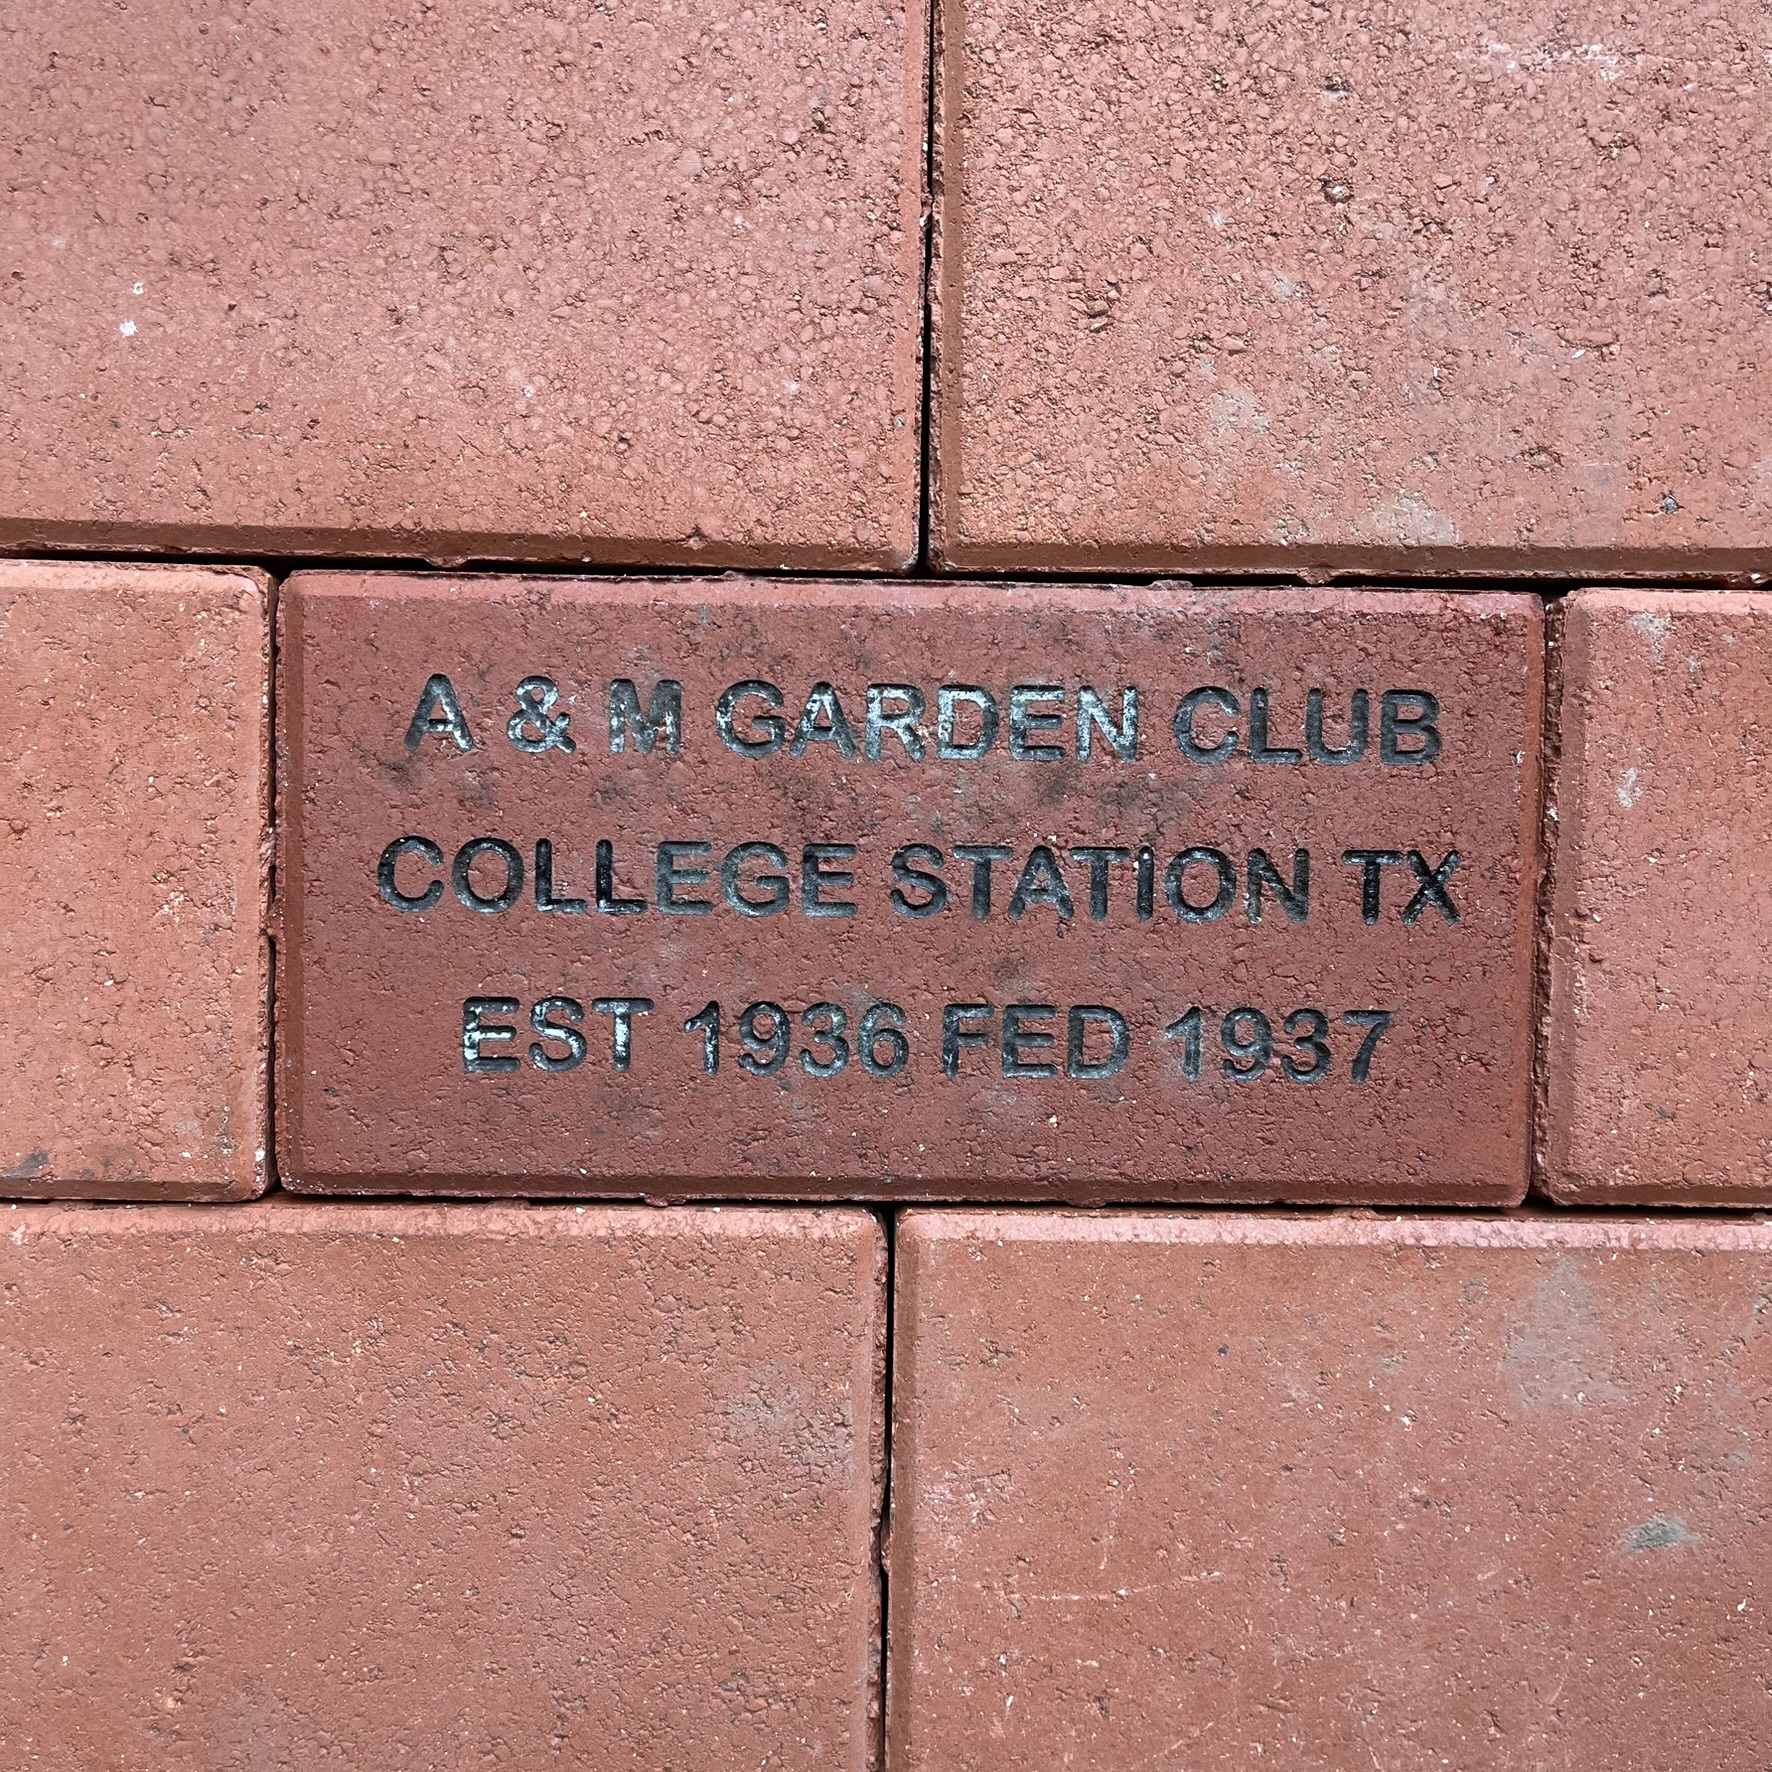 A & M GARDEN CLUB
COLLEGE STATION TX
EST 1936 FED 1937